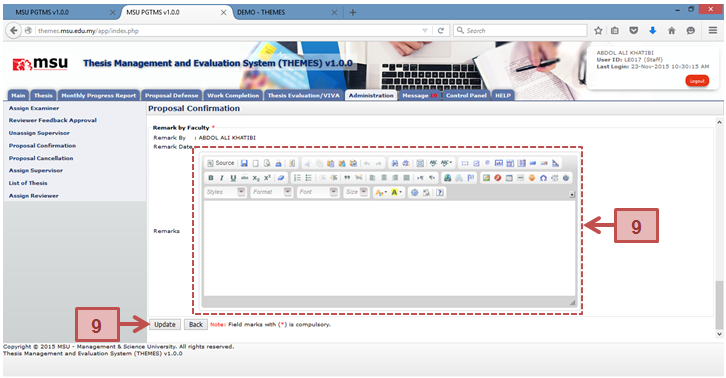 MSU PGTMS v1.0.0
MSU PGTMS v1.0.0
DEMO - THEMES
themes.msu.edu.my/app/index.php
Search
msu
Thesis Management and Evaluation System (THEMES) v1.0.0
ABDOL ALI KHATIBI
User ID: LE017 (Staff)
Last Login: 23-Nov-2015 10:30:15 AM
Logout
Main Thesis Monthly Progress Report Proposal Defense Work Completion Thesis Evaluation/VIVA Administration Message Control Panel HELP
Assign Examiner
Reviewer Feedback Approval
Unassign Supervisor
Proposal Confirmation
Proposal Cancellation
Assign Supervisor
List of Thesis
Assign Reviewer
Proposal Confirmation
Remark by Faculty *
Remark By : ABDOL ALI KHATIBI
Remark Date
Source
B I U abc X₂ X²
Styles Format Font Size
Remarks
9
9
Update Back Note: Field marks with (*) is compulsory.
Copyright © 2015 MSU - Management & Science University. All rights reserved.
Thesis Management and Evaluation System (THEMES) v1.0.0